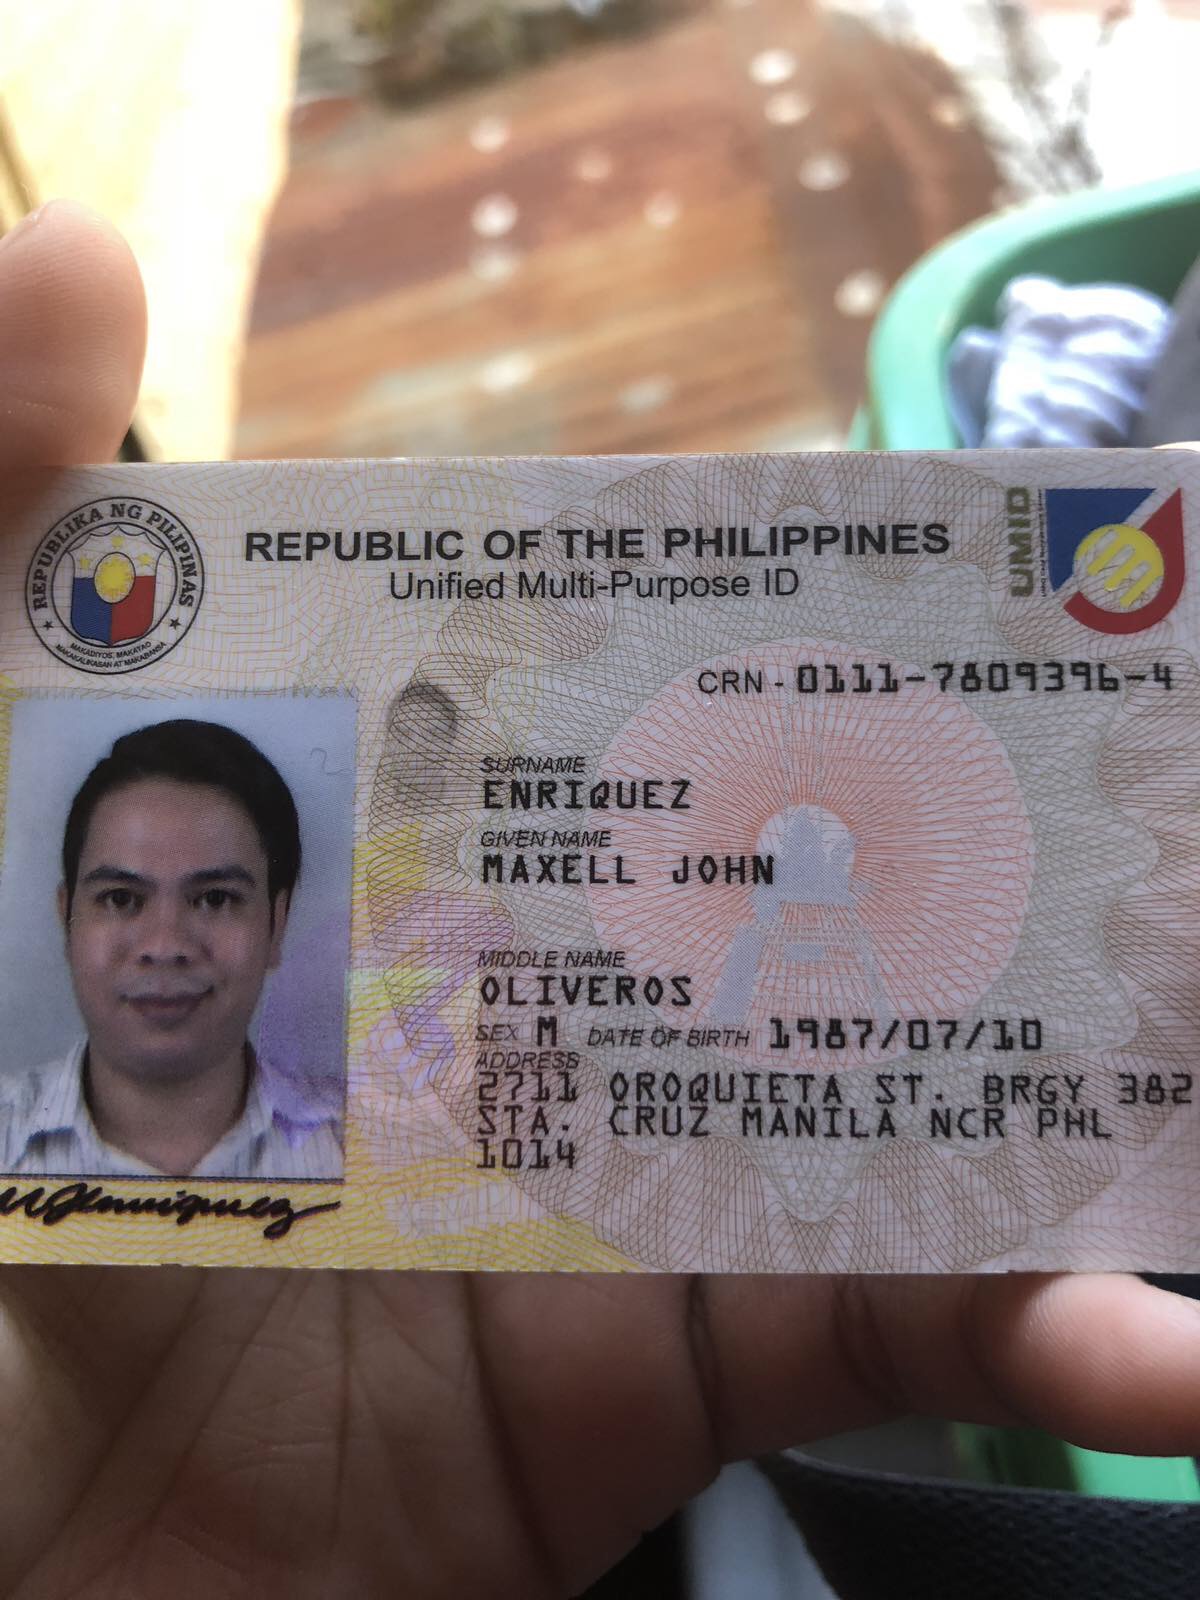 REPUBLIKA NG PILIPINAS
MAKADIYOS, MAKATAO
MAKAKALIKASAN AT MAKABANSA
REPUBLIC OF THE PHILIPPINES
Unified Multi-Purpose ID
UMID
CRN - 0111-7809396-4
SURNAME
ENRIQUEZ
GIVEN NAME
MAXELL JOHN
MIDDLE NAME
OLIVEROS
SEX M DATE OF BIRTH 1987/07/10
ADDRESS
2711 OROQUIETA ST. BRGY 382
STA. CRUZ MANILA NCR PHL
1014